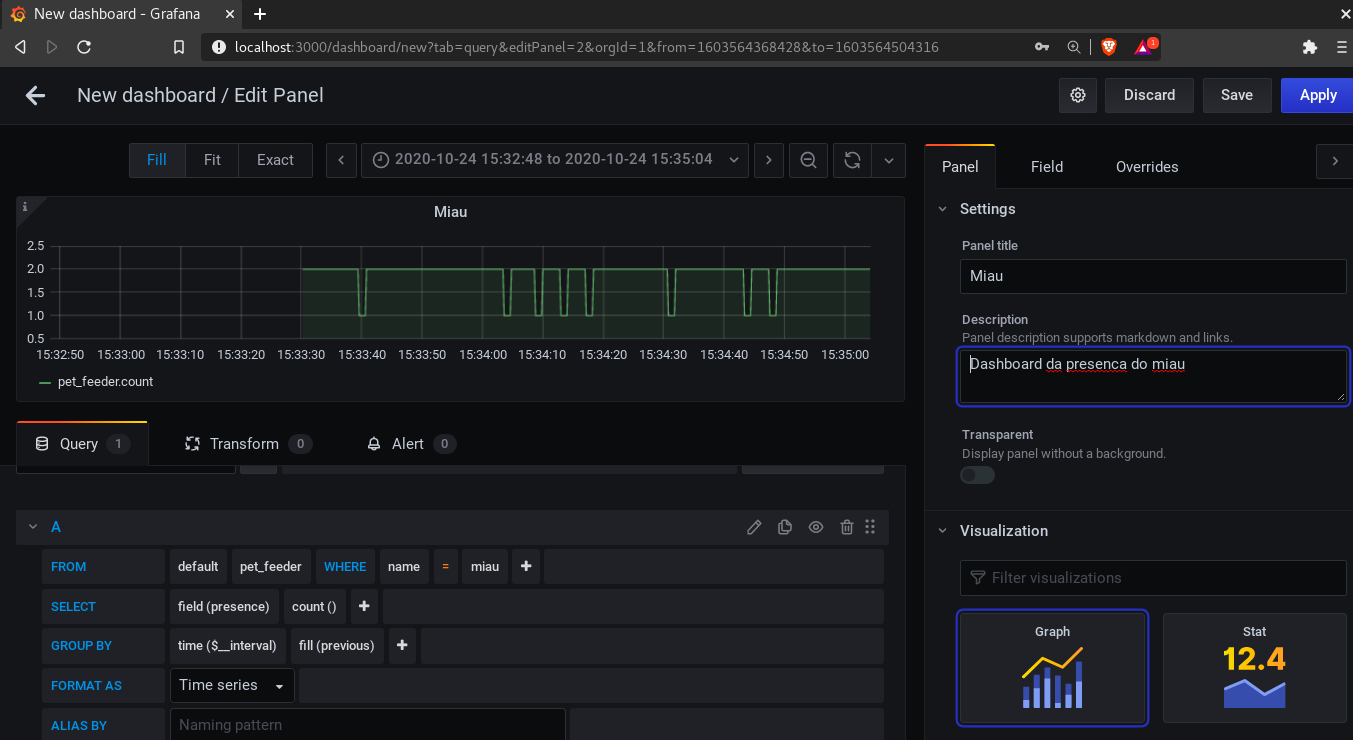 New dashboard - Grafana
localhost:3000/dashboard/new?tab=query&editPanel=2&orgId=1&from=1603564368428&to=1603564504316
1
New dashboard / Edit Panel
Discard
Save
Apply
Fill
Fit
Exact
2020-10-24 15:32:48 to 2020-10-24 15:35:04
Miau
2.5
2.0
1.5
1.0
0.5
15:32:50 15:33:00 15:33:10 15:33:20 15:33:30 15:33:40 15:33:50 15:34:00 15:34:10 15:34:20 15:34:30 15:34:40 15:34:50 15:35:00
pet_feeder.count
Query 1
Transform 0
Alert 0
A
FROM default pet_feeder WHERE name = miau +
SELECT field (presence) count () +
GROUP BY time ($__interval) fill (previous) +
FORMAT AS Time series
ALIAS BY Naming pattern
Panel
Field
Overrides
Settings
Panel title
Miau
Description
Panel description supports markdown and links.
Dashboard da presenca do miau
Transparent
Display panel without a background.
Visualization
Filter visualizations
Graph
Stat
12.4